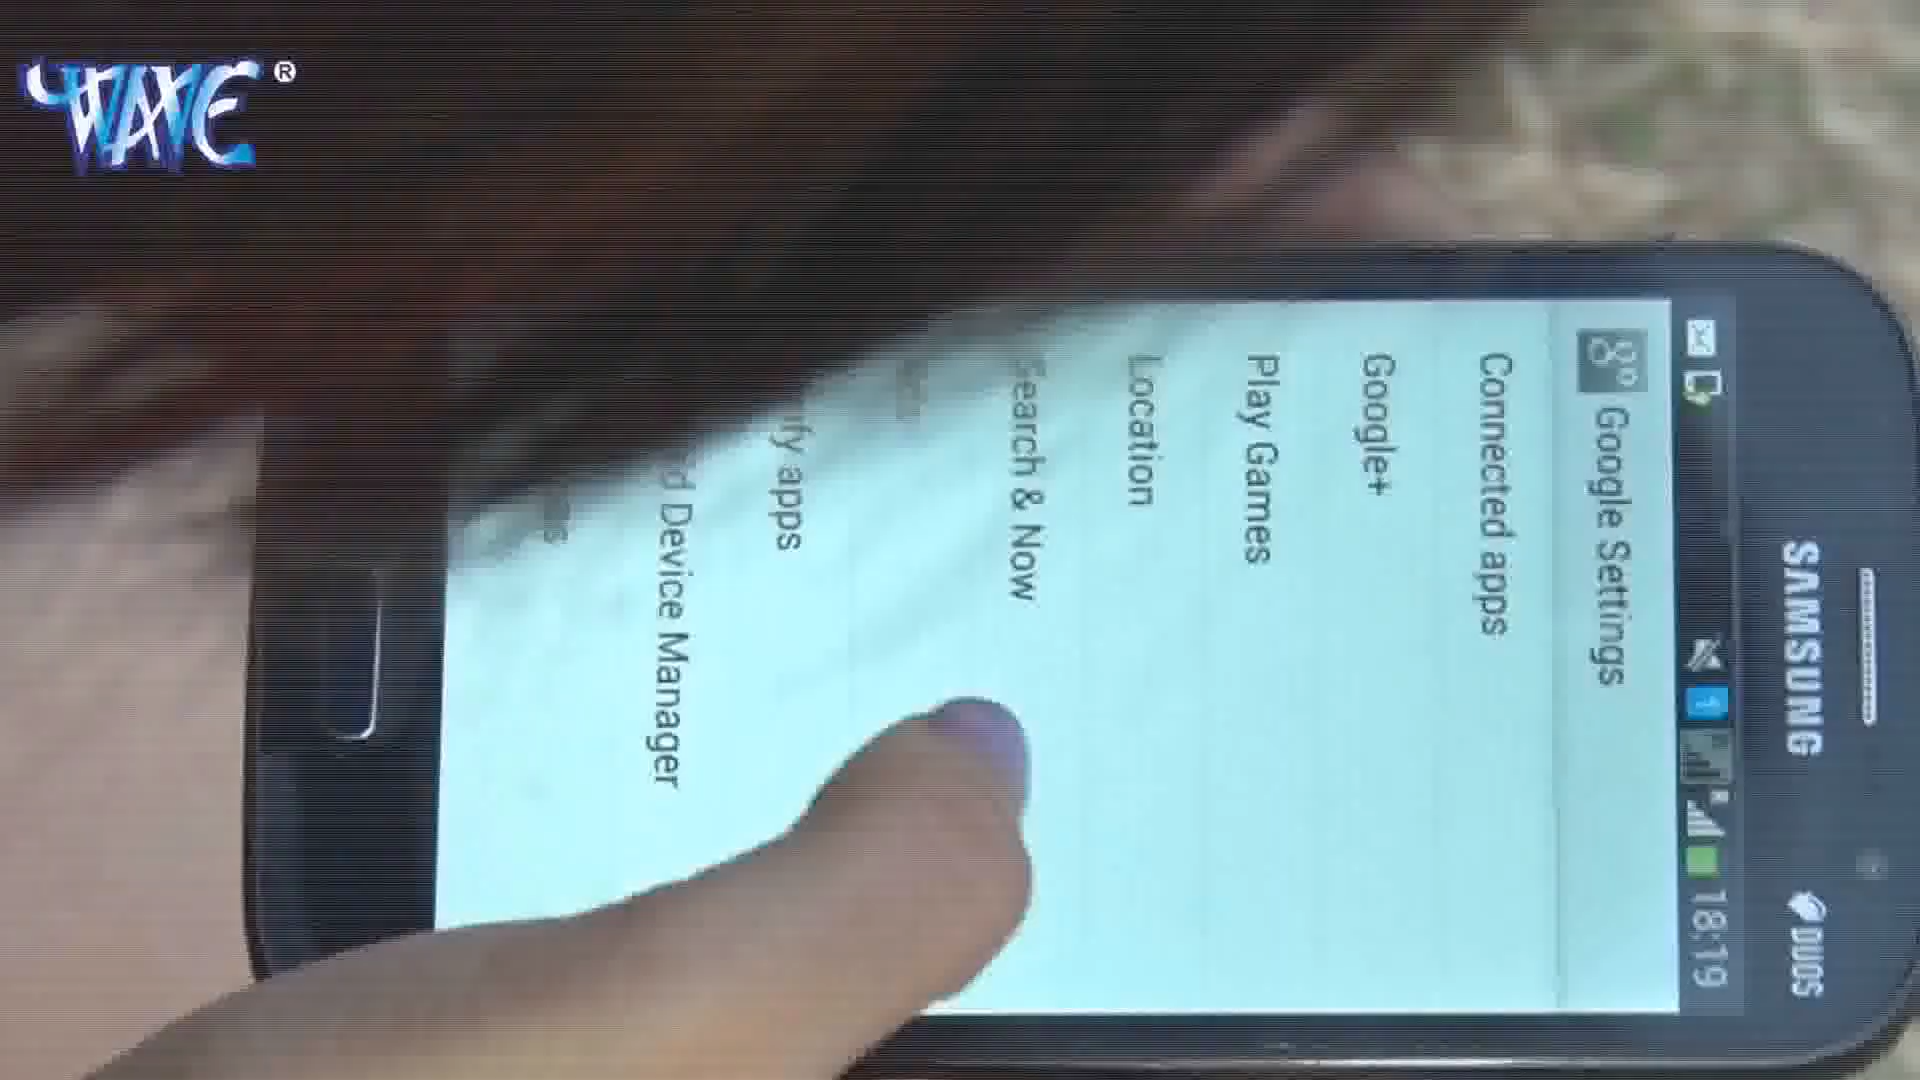 WAVE ®
SAMSUNG
DUOS
18:19
Google Settings
Connected apps
Google+
Play Games
Location
Search & Now
apps
Device Manager